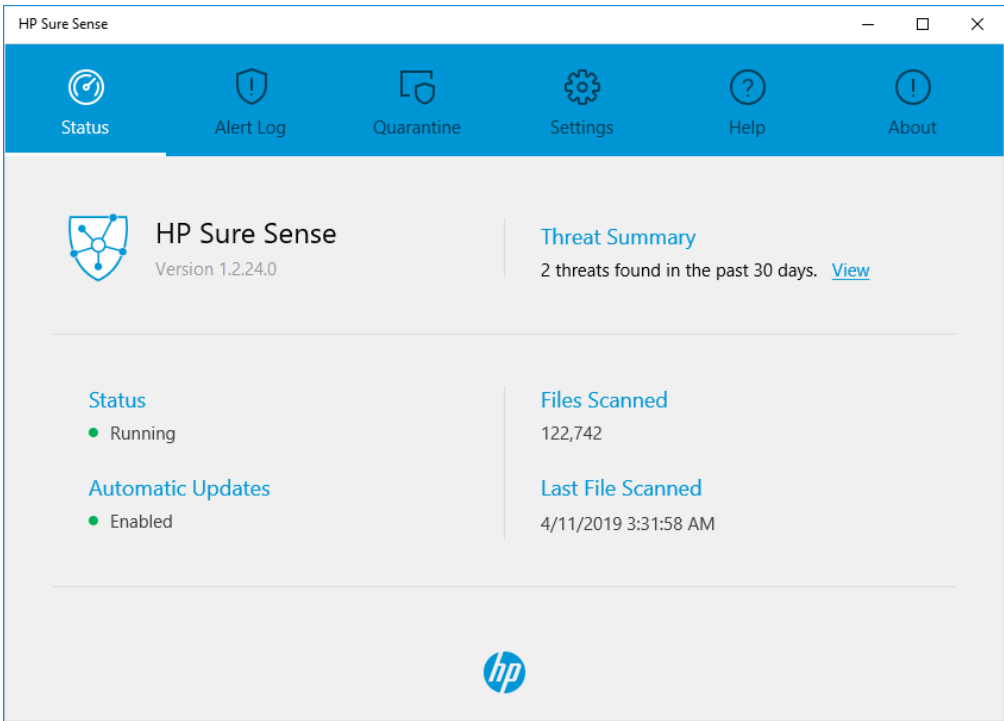 HP Sure Sense
Status
Alert Log
Quarantine
Settings
Help
About
HP Sure Sense
Version 1.2.24.0
Threat Summary
2 threats found in the past 30 days. View
Status
Running
Automatic Updates
Enabled
Files Scanned
122,742
Last File Scanned
4/11/2019 3:31:58 AM
hp